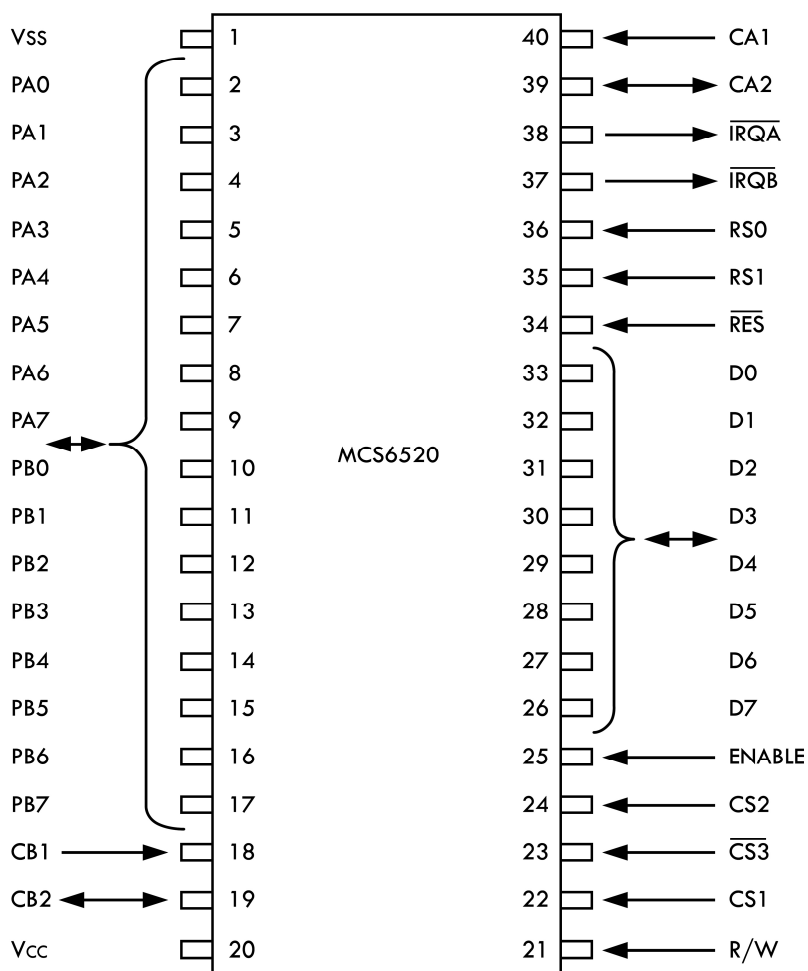 Vss 1 40 CA1
PA0 2 39 CA2
PA1 3 38 I̅R̅Q̅A̅
PA2 4 37 I̅R̅Q̅B̅
PA3 5 36 RS0
PA4 6 35 RS1
PA5 7 34 R̅E̅S̅
PA6 8 33 D0
PA7 9 32 D1
MCS6520
PB0 10 31 D2
PB1 11 30 D3
PB2 12 29 D4
PB3 13 28 D5
PB4 14 27 D6
PB5 15 26 D7
PB6 16 25 ENABLE
PB7 17 24 CS2
CB1 18 23 C̅S̅3̅
CB2 19 22 CS1
Vcc 20 21 R/W